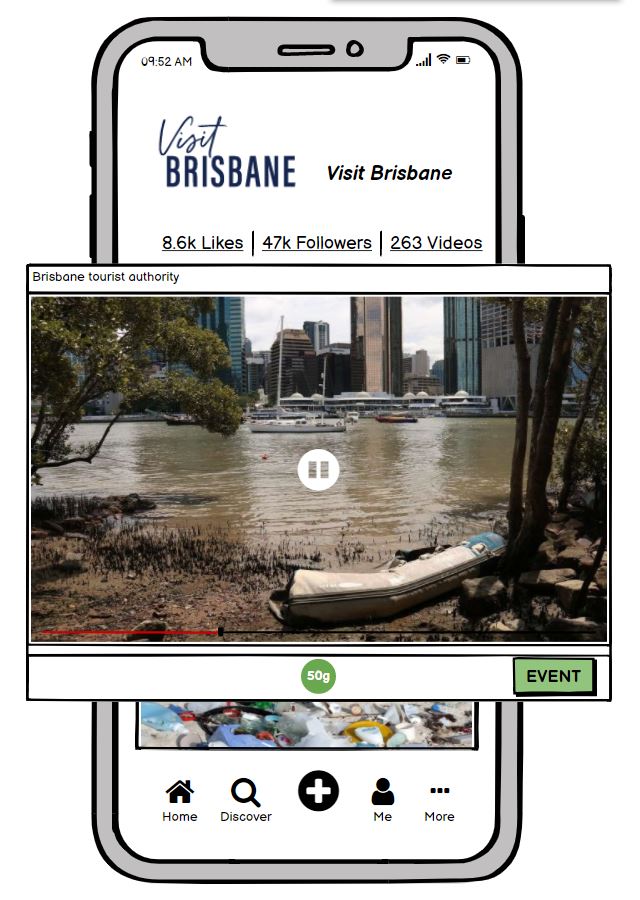 09:52 AM
Visit
BRISBANE
Visit Brisbane
8.6k Likes | 47k Followers | 263 Videos
Brisbane tourist authority
50g
EVENT
Home Discover Me More